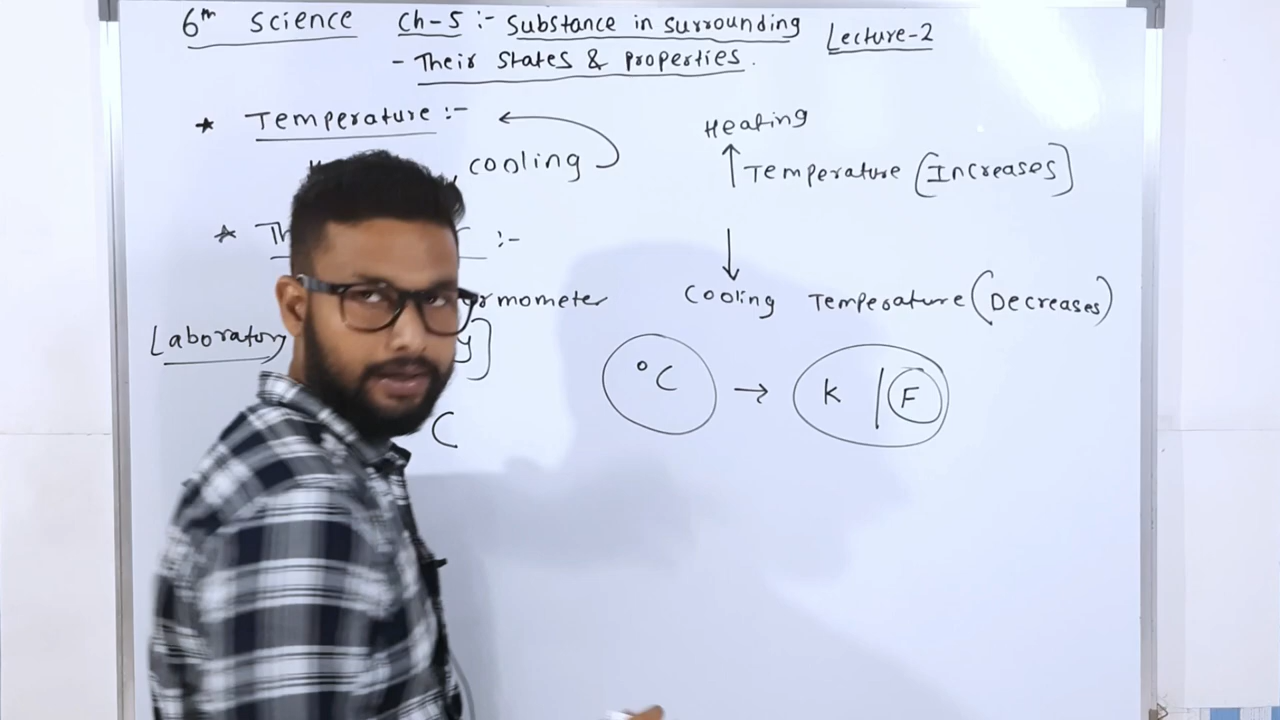 6th Science Ch-5 :- Substance in surrounding Lecture-2
- Their States & properties.
★ Temperature :-
cooling
Heating
↑ Temperature (Increases)
★ Th :-
↓
Cooling Temperature (Decreases)
rmometer
Laboratory y]
°C → K | F
C